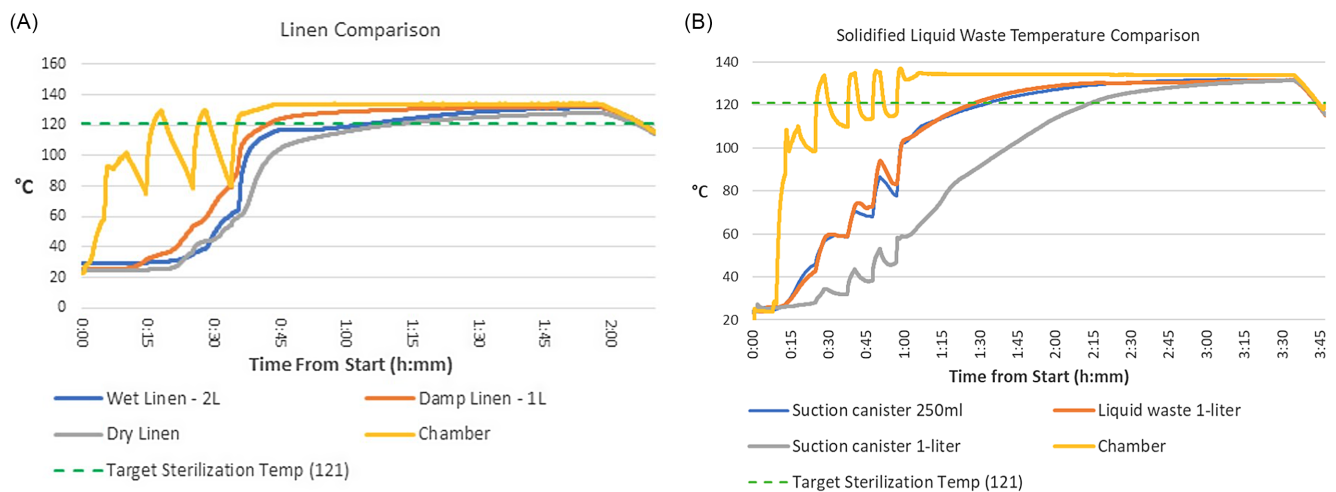 (A)
Linen Comparison
160
140
120
100
80
60
40
20
0
°C
0:00
0:15
0:30
0:45
1:00
1:15
1:30
1:45
2:00
Time From Start (h:mm)
Wet Linen - 2L
Damp Linen - 1L
Dry Linen
Chamber
Target Sterilization Temp (121)
(B)
Solidified Liquid Waste Temperature Comparison
140
120
100
80
60
40
20
°C
0:00
0:15
0:30
0:45
1:00
1:15
1:30
1:45
2:00
2:15
2:30
2:45
3:00
3:15
3:30
3:45
Time from Start (h:mm)
Suction canister 250ml
Liquid waste 1-liter
Suction canister 1-liter
Chamber
Target Sterilization Temp (121)